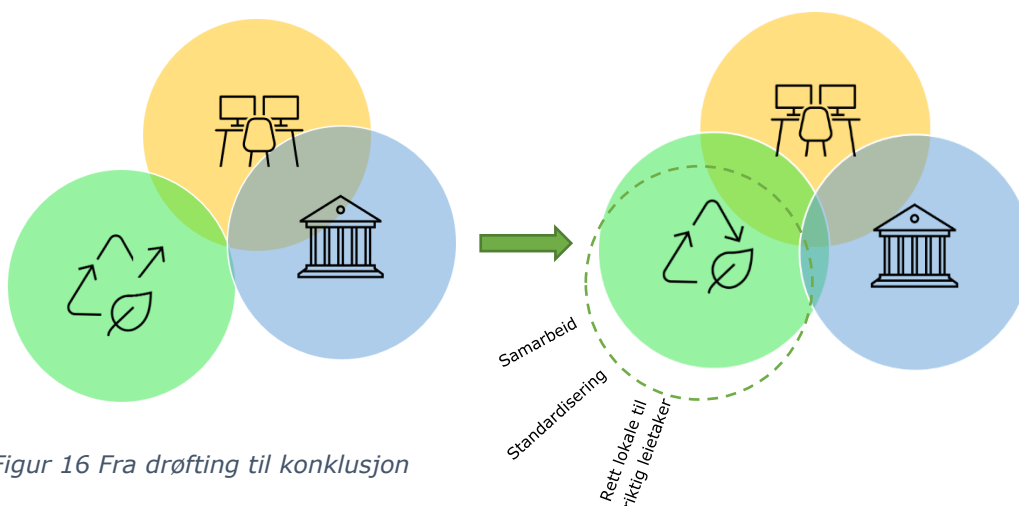 Samarbeid
Standardisering
Rett lokale til
riktig leietaker
Figur 16 Fra drøfting til konklusjon